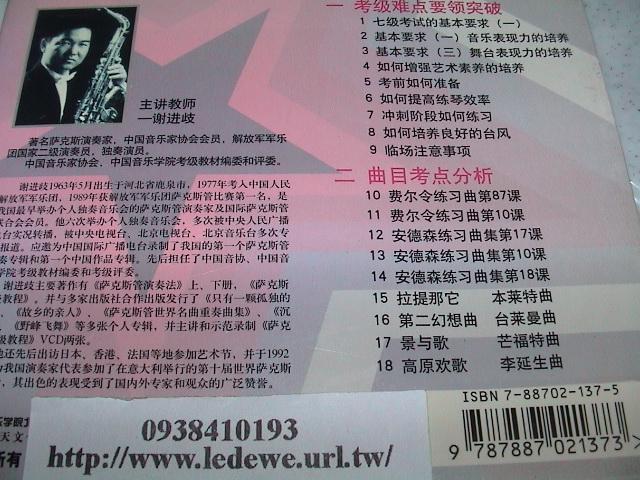 主讲教师
—谢进歧
著名萨克斯演奏家，中国音乐家协会会员，解放军军乐
团国家二级演奏员，独奏演员。
中国音乐家协会、中国音乐学院考级教材编委和评委。
谢进歧1963年5月出生于河北省鹿泉市，1977年考入中国人民
解放军军乐团，1989年获解放军军乐团萨克斯管比赛第一名，是
我国最早举办个人独奏音乐会的萨克斯管演奏家及国际萨克斯管
联合会会员。他六次举办个人独奏音乐会，多次被中央人民广播
电台实况转播，被中央电视台、北京电视台、北京音乐台多次专
报道。应邀为中国国际广播电台录制了我国的第一个萨克斯管
奏专辑和第一个中国作品专辑。先后担任了中国音协、中国音
学院考级教材编委和考级评委。
谢进歧主要著作有《萨克斯管演奏法》上、下册，《萨克斯
级教程》。并与多家出版社合作出版发行了《只有一颗孤独的
、《故乡的亲人》、《萨克斯管世界名曲重奏曲集》、《沉
、《野峰飞舞》等多张个人专辑，并主讲和示范录制《萨克
级教程》VCD两张。
他还先后出访日本、香港、法国等地参加艺术节，并于1992
为我国演奏家代表参加了在意大利举行的第十届世界萨克斯
，其出色的表现受到了国内外专家和观众的广泛赞誉。
一 考级难点要领突破
1 七级考试的基本要求（一）
2 基本要求（一）音乐表现力的培养
3 基本要求（三）舞台表现力的培养
4 如何增强艺术素养的培养
5 考前如何准备
6 如何提高练琴效率
7 冲刺阶段如何练习
8 如何培养良好的台风
9 临场注意事项
二 曲目考点分析
10 费尔令练习曲第87课
11 费尔令练习曲第10课
12 安德森练习曲集第17课
13 安德森练习曲集第10课
14 安德森练习曲集第18课
15 拉提那它 本莱特曲
16 第二幻想曲 台莱曼曲
17 景与歌 芒福特曲
18 高原欢歌 李延生曲
ISBN 7-88702-137-5
9 787887 021373 >
0938410193
http://www.ledewe.url.tw/